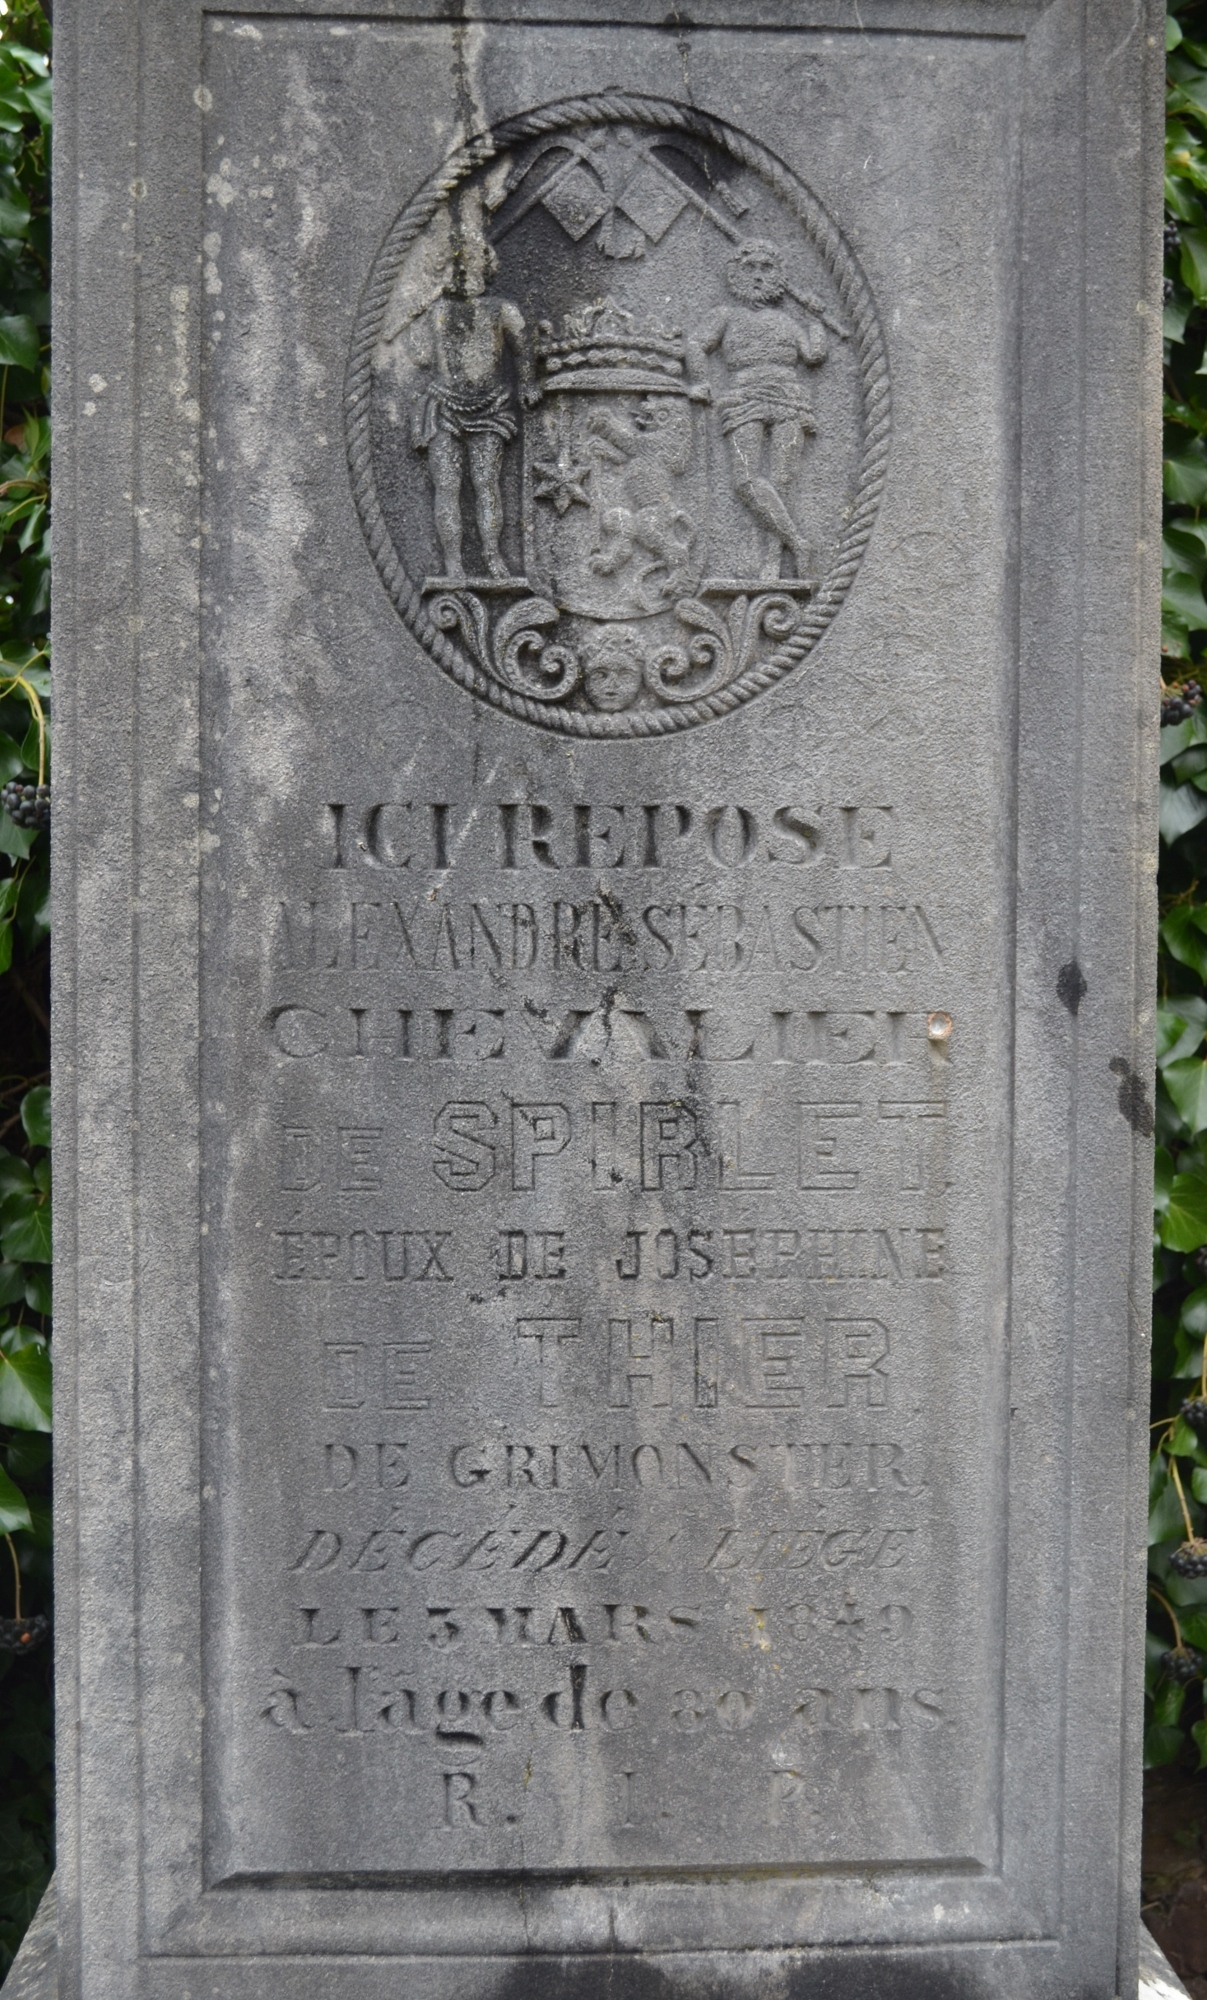 ICI REPOSE
ALEXANDRE SEBASTIEN
CHEVALIER
DE SPIRLET
ÉPOUX DE JOSEPHINE
DE THIER
DE GRIMONSTER
DÉCÉDÉ A LIÉGE
LE 3 MARS 1849
à l'âge de 80 ans.
R. I. P.